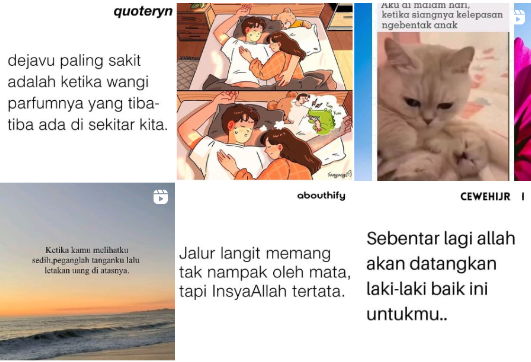 quoteryn
dejavu paling sakit
adalah ketika wangi
parfumnya yang tiba-
tiba ada di sekitar kita.
Aku di malam hari,
ketika siangnya kelepasan
ngebentak anak
Ketika kamu melihatku
sedih,peganglah tanganku lalu
letakan uang di atasnya.
abouthify
Jalur langit memang
tak nampak oleh mata,
tapi InsyaAllah tertata.
CEWEHIJR
Sebentar lagi allah
akan datangkan
laki-laki baik ini
untukmu..